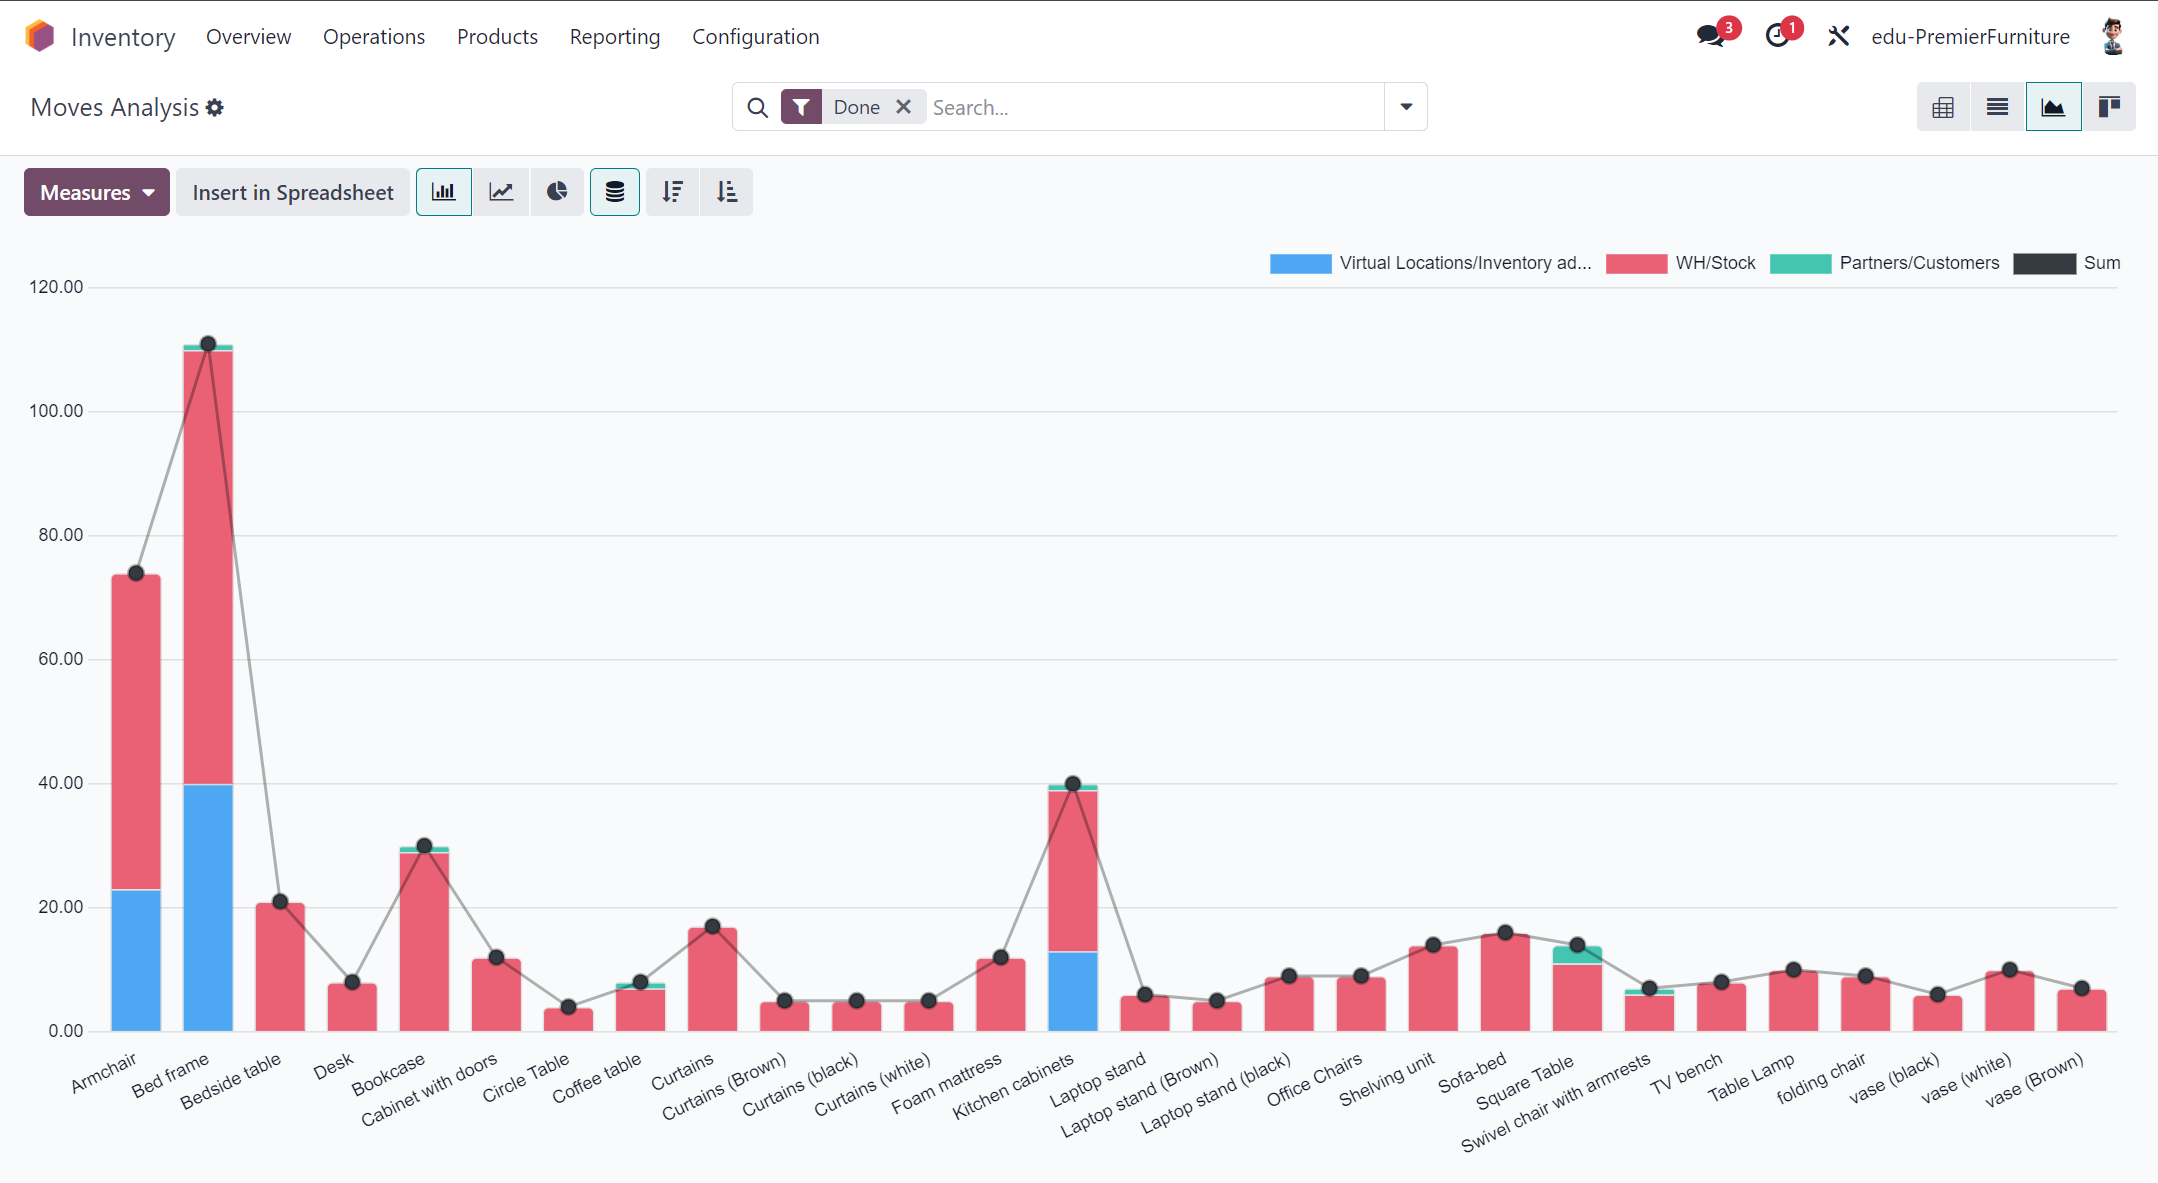 Inventory Overview Operations Products Reporting Configuration 3 1 edu-PremierFurniture
Moves Analysis Done Search...
Measures Insert in Spreadsheet
Virtual Locations/Inventory ad... WH/Stock Partners/Customers Sum
120.00
100.00
80.00
60.00
40.00
20.00
0.00
Armchair
Bed frame
Bedside table
Desk
Bookcase
Cabinet with doors
Circle Table
Coffee table
Curtains
Curtains (Brown)
Curtains (black)
Curtains (white)
Foam mattress
Kitchen cabinets
Laptop stand
Laptop stand (Brown)
Laptop stand (black)
Office Chairs
Shelving unit
Sofa-bed
Square Table
Swivel chair with armrests
TV bench
Table Lamp
folding chair
vase (black)
vase (white)
vase (Brown)